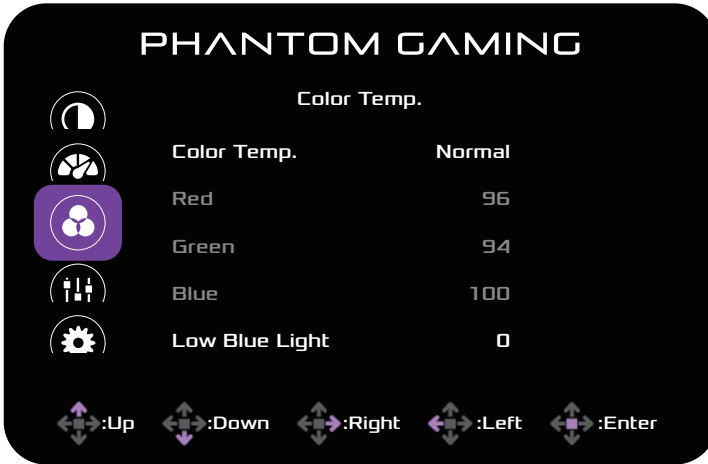 PHANTOM GAMING
Color Temp.
Color Temp. Normal
Red 96
Green 94
Blue 100
Low Blue Light 0
:Up :Down :Right :Left :Enter